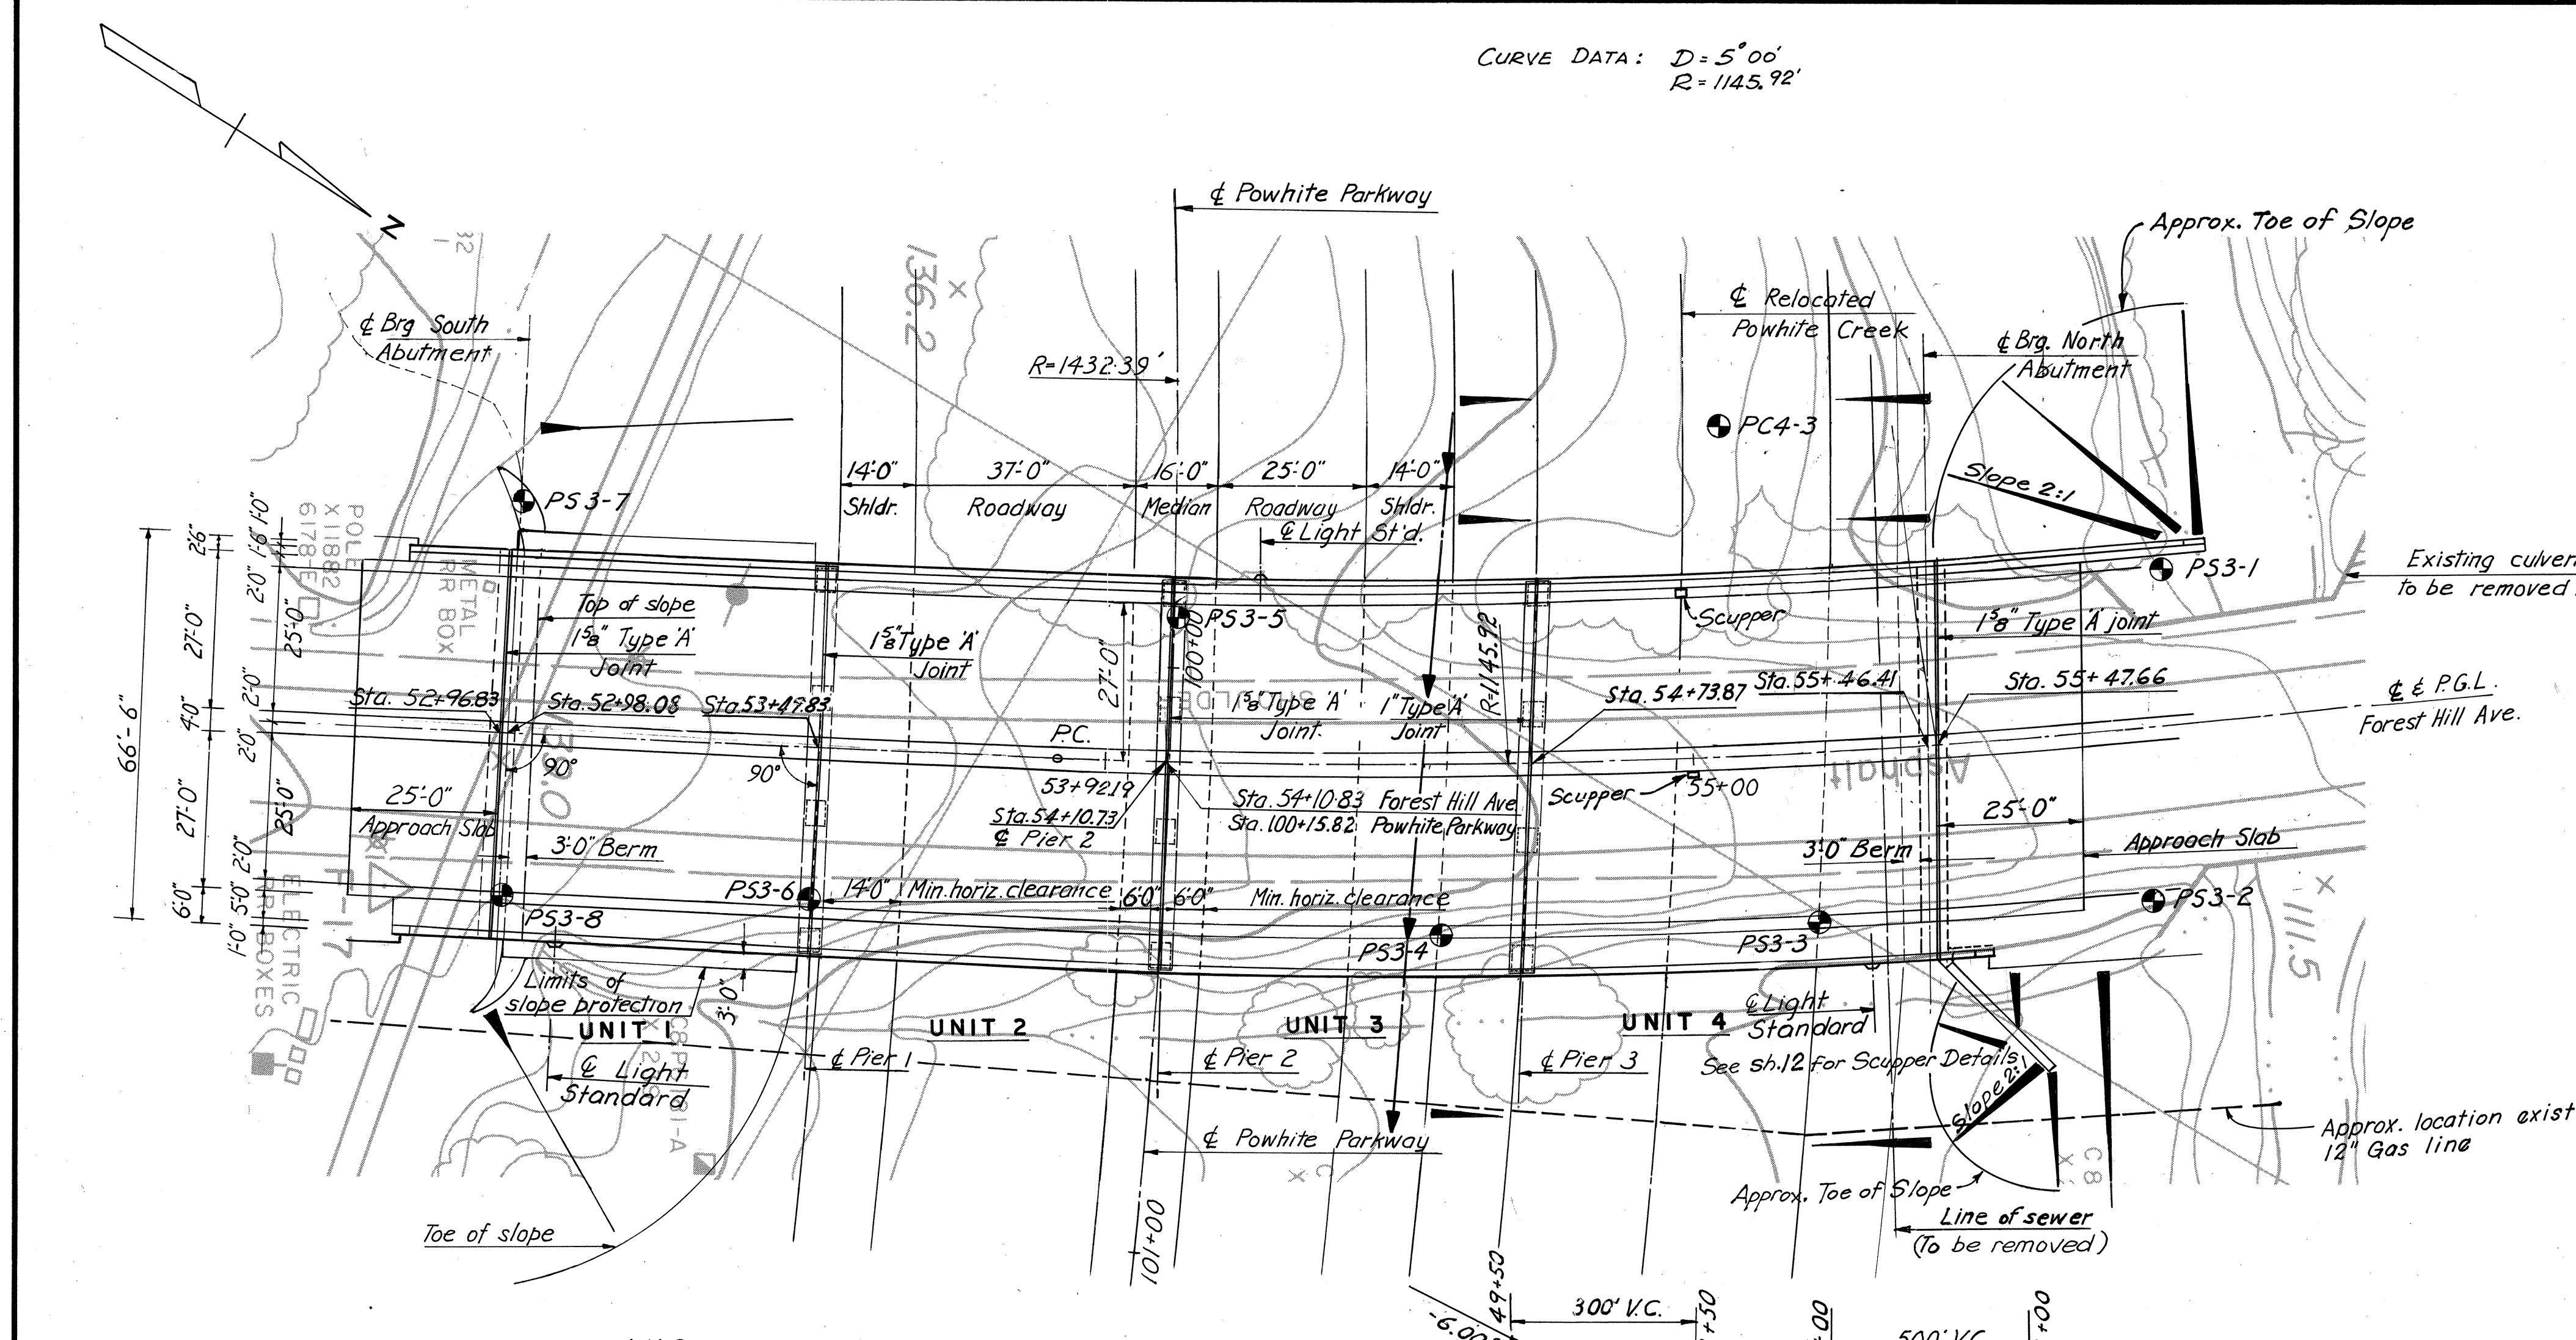 CURVE DATA: D = 5°00'
R = 1145.92'
N
℄ Powhite Parkway
Approx. Toe of Slope
136.2
X
℄ Brg South
Abutment
R=1432.39'
℄ Relocated
Powhite Creek
℄ Brg. North
Abutment
PC4-3
14'-0"
37'-0"
16'-0"
25'-0"
14'-0"
Shldr.
Roadway
Median
Roadway
Shldr.
℄ Light St'd.
Slope 2:1
PS3-7
PS3-1
Existing culver
to be removed
POLE
X11882
6178-E
METAL
RR BOX
2'-6"
1'-6"
1'-0"
2'-0"
27'-0"
25'-0"
2'-0"
4'-0"
2'-0"
66'-6"
27'-0"
25'-0"
2'-0"
6'-0"
5'-0"
1'-0"
Top of slope
1⅝" Type 'A'
Joint
1⅝" Type 'A'
Joint
PS3-5
100+00
27'-0"
Scupper
1⅝" Type 'A' joint
Sta. 52+96.83
Sta. 52+98.08
Sta. 53+47.83
1⅝" Type 'A'
Joint.
1" Type 'A'
Joint
R=1145.92
Sta. 54+73.87
Sta. 55+46.41
Sta. 55+47.66
℄ & P.G.L.
Forest Hill Ave.
90°
90°
P.C.
53+92.19
Sta. 54+10.73
℄ Pier 2
Sta. 54+10.83 Forest Hill Ave
Sta. 100+15.82 Powhite Parkway
Scupper
55+00
Asphalt
25'-0"
Approach Slab
25'-0"
Approach Slab
3'-0" Berm
3'-0" Berm
PS3-8
PS3-6
14'-0" Min. horiz. clearance
6'-0"
6'-0"
Min. horiz. clearance
PS3-4
PS3-3
PS3-2
X
111.5
F-17
ELECTRIC
RR BOXES
Limits of
slope protection
3'-0"
UNIT 1
UNIT 2
UNIT 3
UNIT 4
℄ Light
Standard
℄ Light
Standard
℄ Pier 1
℄ Pier 2
℄ Pier 3
See sh.12 for Scupper Details
Slope 2:1
℄ Powhite Parkway
Approx. location exist
12" Gas line
Approx. Toe of Slope
Line of sewer
(To be removed)
Toe of slope
101+00
49+50
300' V.C.
+50
+00
500' V.C.
+00